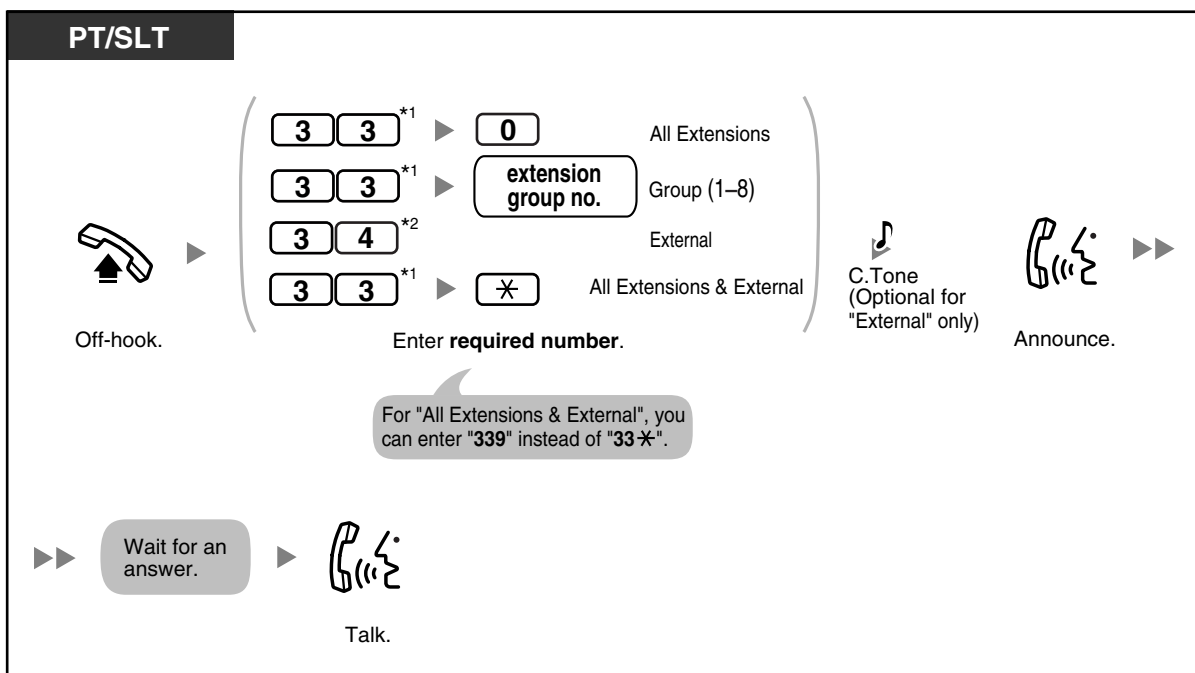 PT/SLT
3 3 *1 0 All Extensions
3 3 *1 extension group no. Group (1–8)
3 4 *2 External
3 3 *1 ✳ All Extensions & External
Off-hook.
Enter required number.
For "All Extensions & External", you
can enter "339" instead of "33✳".
C.Tone
(Optional for
"External" only)
Announce.
Wait for an
answer.
Talk.